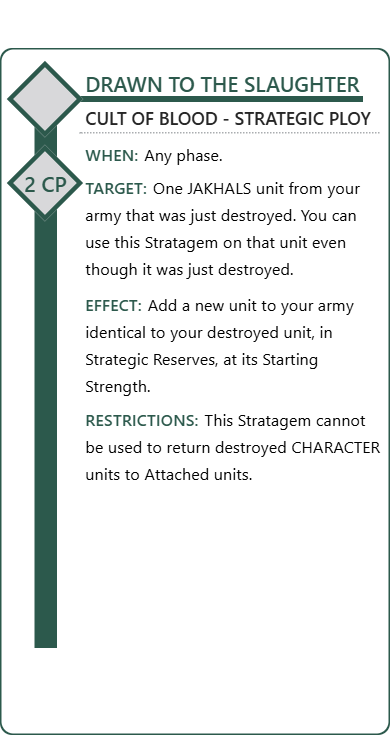 DRAWN TO THE SLAUGHTER
CULT OF BLOOD - STRATEGIC PLOY
2 CP
WHEN: Any phase.
TARGET: One JAKHALS unit from your
army that was just destroyed. You can
use this Stratagem on that unit even
though it was just destroyed.
EFFECT: Add a new unit to your army
identical to your destroyed unit, in
Strategic Reserves, at its Starting
Strength.
RESTRICTIONS: This Stratagem cannot
be used to return destroyed CHARACTER
units to Attached units.